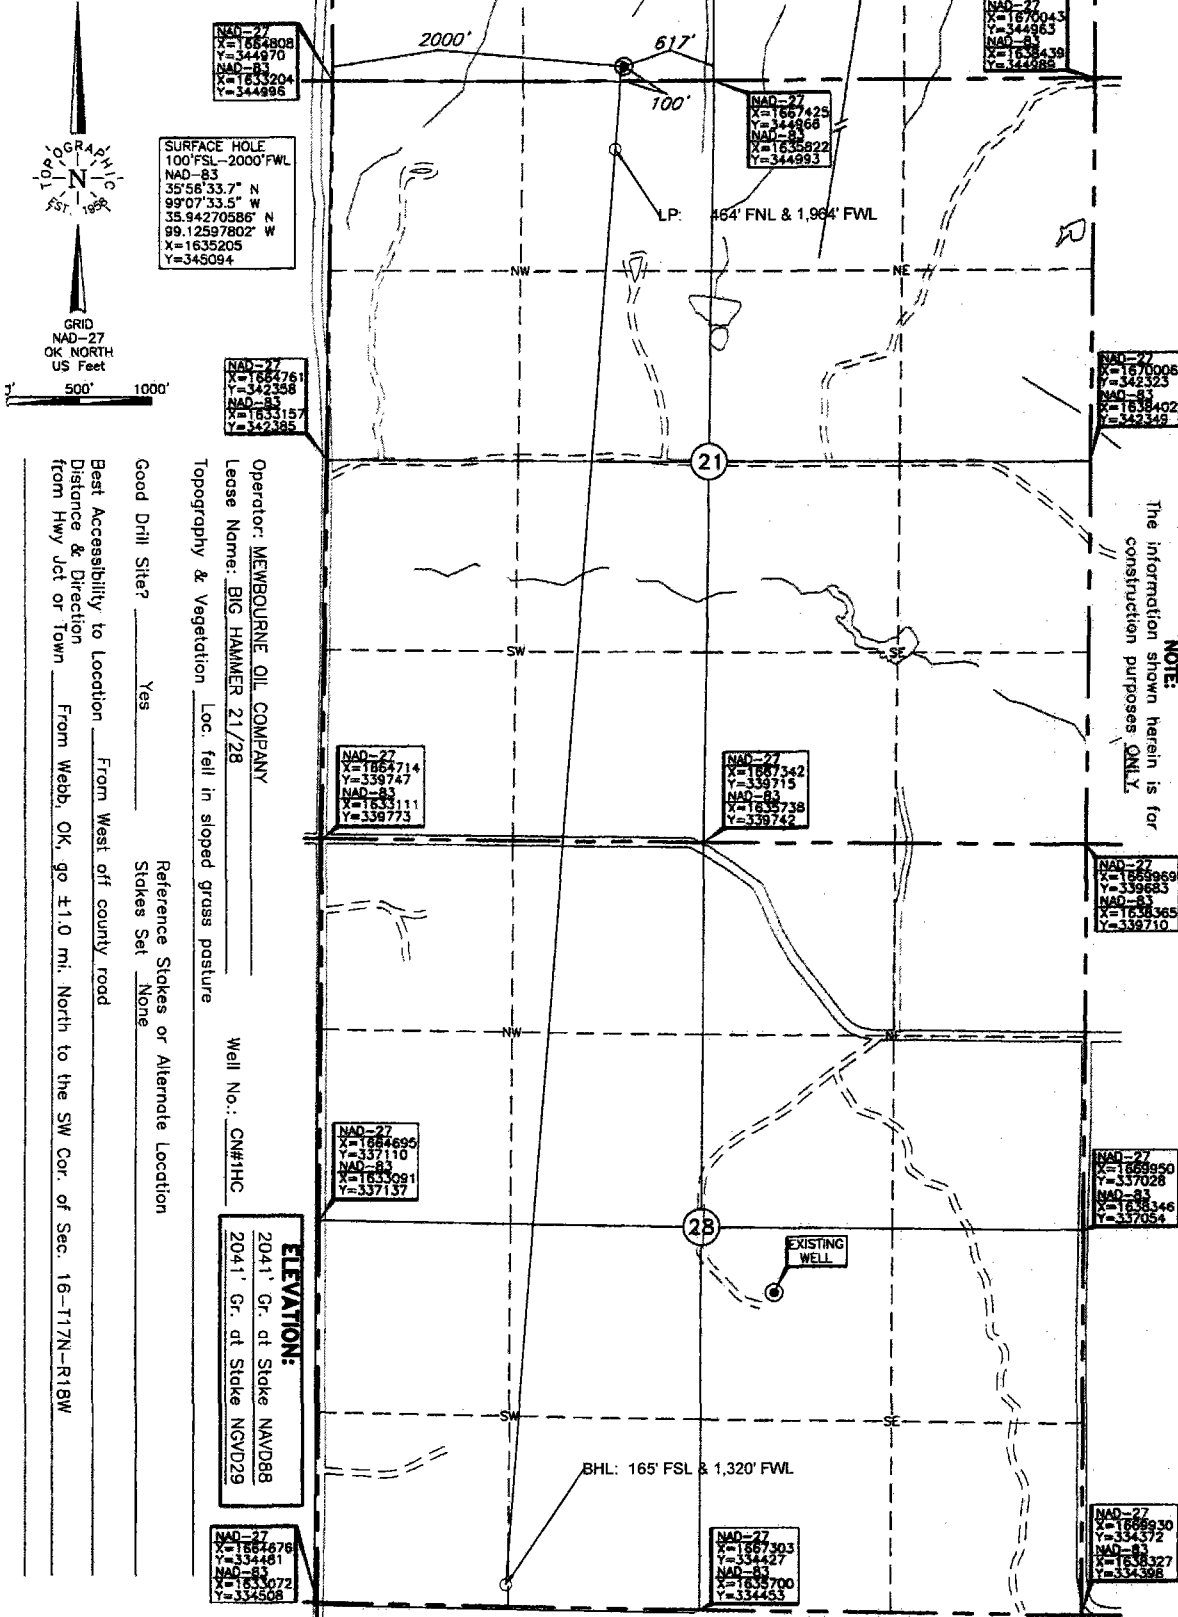 NAD-27
X=1664808
Y=344970
NAD-83
X=1633204
Y=344996
2000'
617'
100'
NAD-27
X=1670043
Y=344963
NAD-83
X=1638439
Y=344989
NAD-27
X=1667425
Y=344966
NAD-83
X=1635822
Y=344993
TOPOGRAPHIC
N
EST. 1958
SURFACE HOLE
100'FSL-2000'FWL
NAD-83
35°56'33.7" N
99°07'33.5" W
35.94270586° N
99.12597802° W
X=1635205
Y=345094
LP: 464' FNL & 1,964' FWL
NW
NE
GRID
NAD-27
OK NORTH
US Feet
500' 1000'
NAD-27
X=1664761
Y=342358
NAD-83
X=1633157
Y=342385
NAD-27
X=1670006
Y=342323
NAD-83
X=1638402
Y=342349
21
NOTE:
The information shown herein is for
construction purposes ONLY.
SW
SE
Operator: MEWBOURNE OIL COMPANY
Lease Name: BIG HAMMER 21/28
Well No.: CN#1HC
Topography & Vegetation Loc. fell in sloped grass pasture
Reference Stakes or Alternate Location
Good Drill Site? Yes
Stakes Set None
Best Accessibility to Location From West off county road
Distance & Direction
from Hwy Jct or Town From Webb, OK, go ±1.0 mi. North to the SW Cor. of Sec. 16-T17N-R18W
NAD-27
X=1664714
Y=339747
NAD-83
X=1633111
Y=339773
NAD-27
X=1667342
Y=339715
NAD-83
X=1635738
Y=339742
NAD-27
X=1669969
Y=339683
NAD-83
X=1638365
Y=339710
NW
NAD-27
X=1664695
Y=337110
NAD-83
X=1633091
Y=337137
NAD-27
X=1669950
Y=337028
NAD-83
X=1638346
Y=337054
28
EXISTING
WELL
ELEVATION:
2041' Gr. at Stake NAVD88
2041' Gr. at Stake NGVD29
SW
SE
BHL: 165' FSL & 1,320' FWL
NAD-27
X=1664676
Y=334481
NAD-83
X=1633072
Y=334508
NAD-27
X=1667303
Y=334427
NAD-83
X=1635700
Y=334453
NAD-27
X=1669930
Y=334372
NAD-83
X=1638327
Y=334398